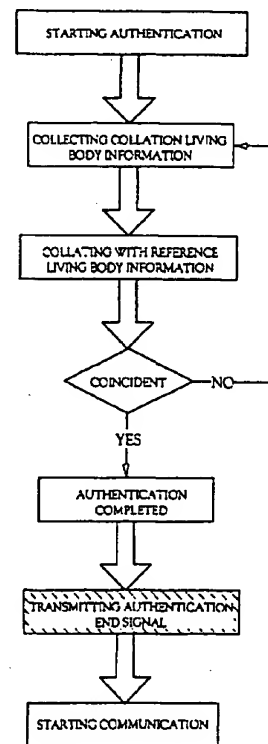 STARTING AUTHENTICATION
COLLECTING COLLATION LIVING
BODY INFORMATION
COLLATING WITH REFERENCE
LIVING BODY INFORMATION
COINCIDENT
NO
YES
AUTHENTICATION
COMPLETED
TRANSMITTING AUTHENTICATION
END SIGNAL
STARTING COMMUNICATION